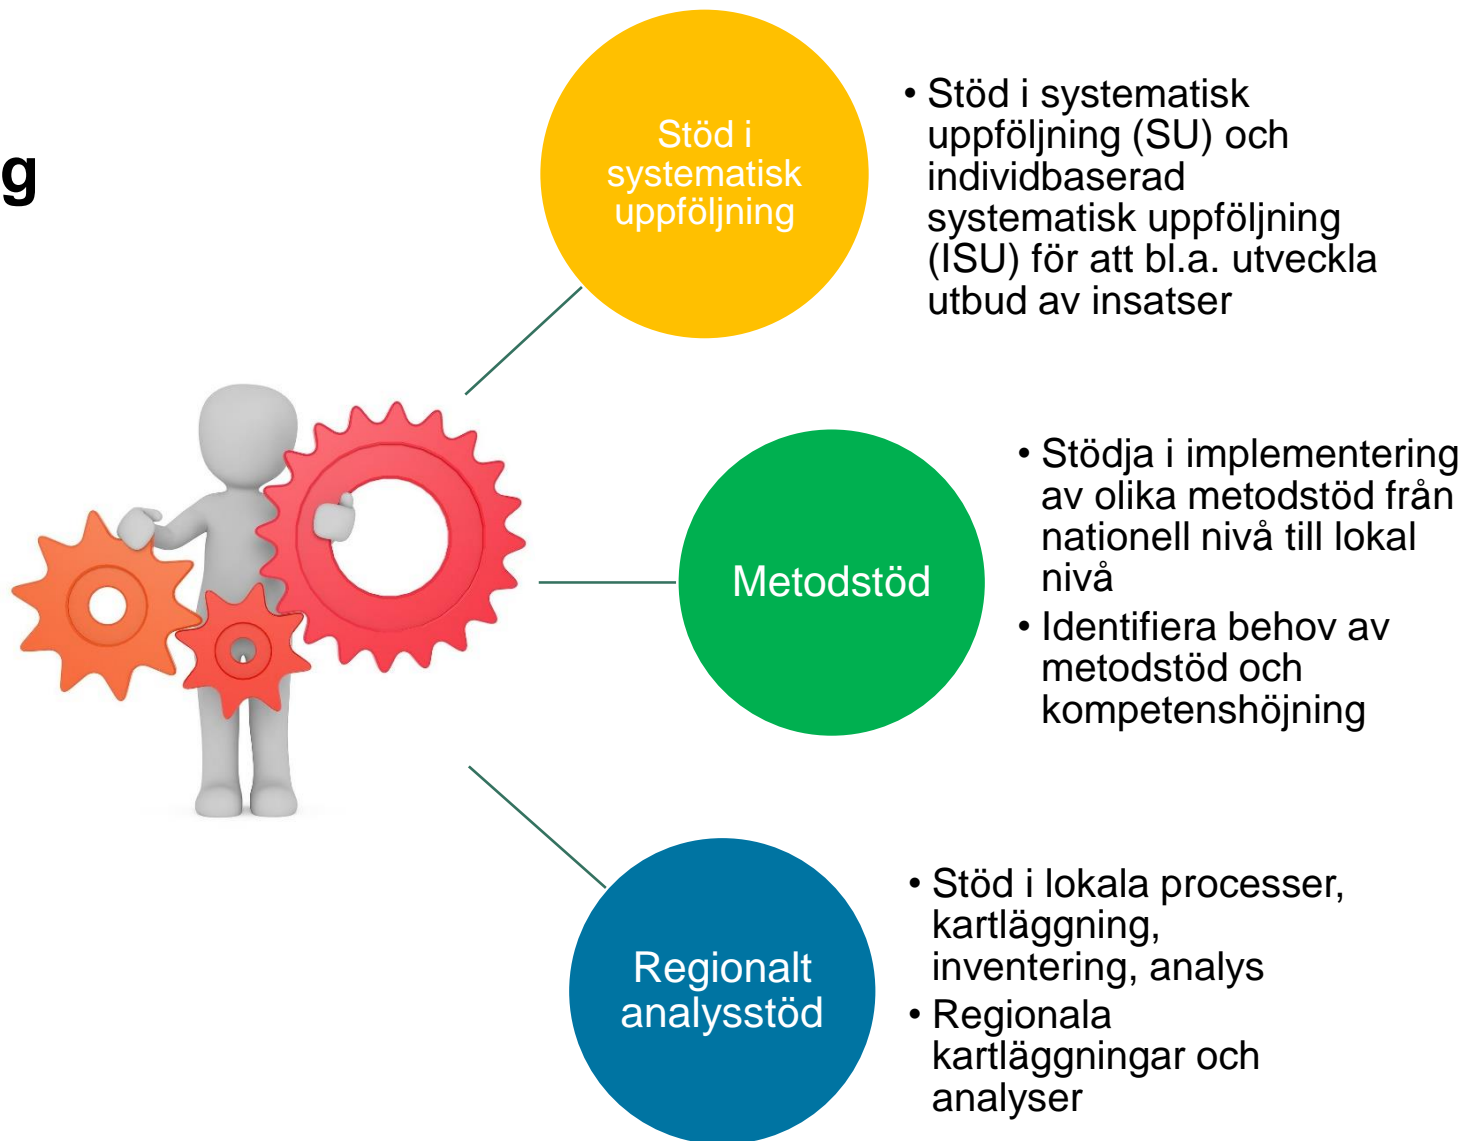 g
Stöd i
systematisk
uppföljning
• Stöd i systematisk
uppföljning (SU) och
individbaserad
systematisk uppföljning
(ISU) för att bl.a. utveckla
utbud av insatser
Metodstöd
• Stödja i implementering
av olika metodstöd från
nationell nivå till lokal
nivå
• Identifiera behov av
metodstöd och
kompetenshöjning
Regionalt
analysstöd
• Stöd i lokala processer,
kartläggning,
inventering, analys
• Regionala
kartläggningar och
analyser